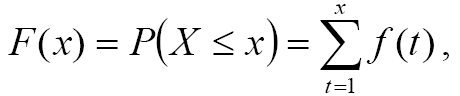 F(x) = P(X ≤ x) = ∑_{t=1}^{x} f(t) ,